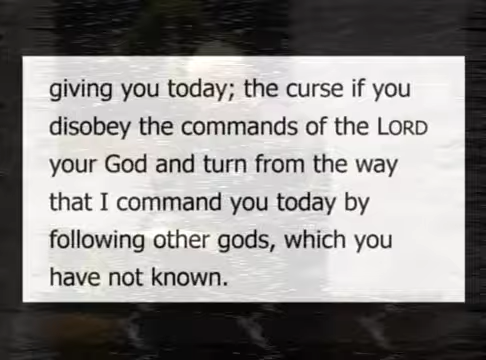 giving you today; the curse if you
disobey the commands of the LORD
your God and turn from the way
that I command you today by
following other gods, which you
have not known.